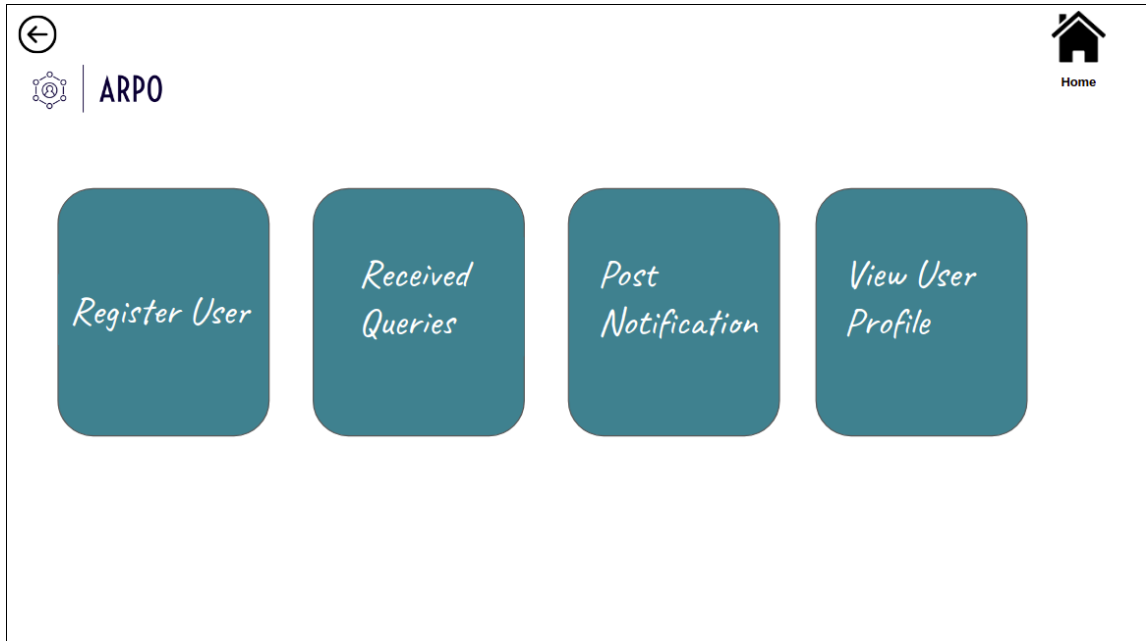 Home
ARPO
Register User
Received
Queries
Post
Notification
View User
Profile